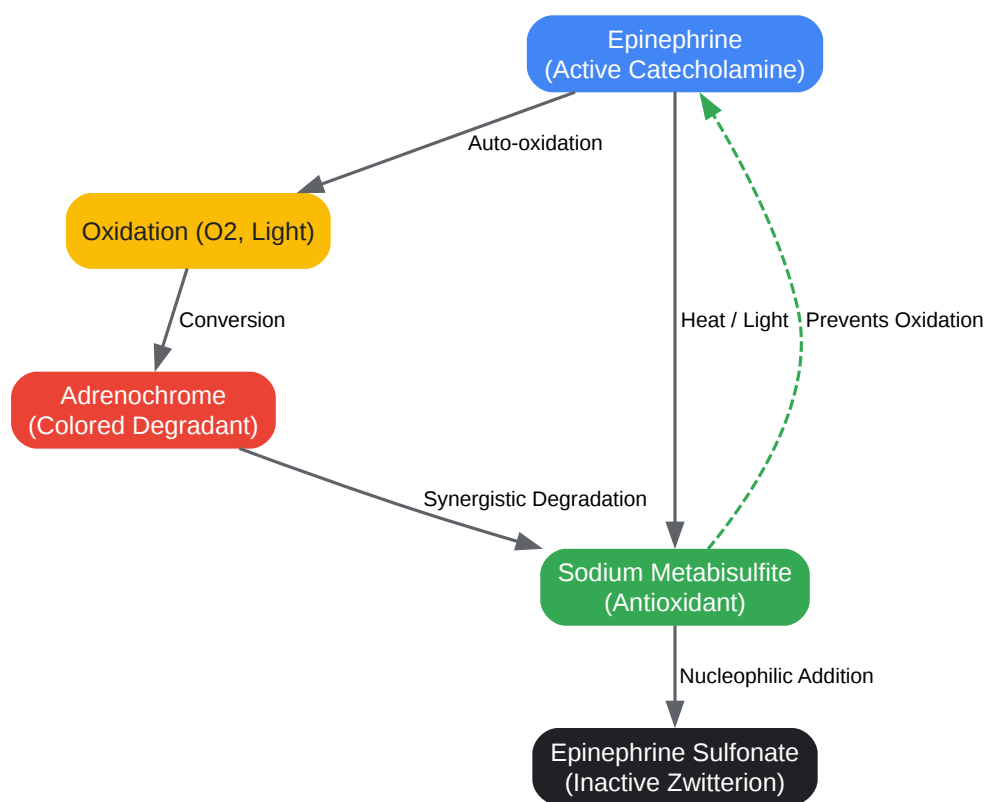 Epinephrine
(Active Catecholamine)
Auto-oxidation
Oxidation (O2, Light)
Conversion
Heat / Light
Prevents Oxidation
Adrenochrome
(Colored Degradant)
Synergistic Degradation
Sodium Metabisulfite
(Antioxidant)
Nucleophilic Addition
Epinephrine Sulfonate
(Inactive Zwitterion)